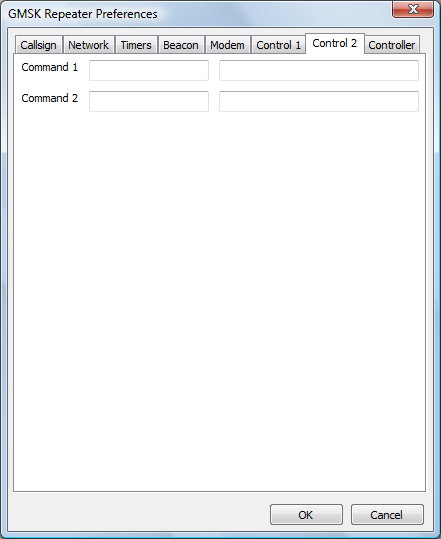 GMSK Repeater Preferences
Callsign Network Timers Beacon Modem Control 1 Control 2 Controller
Command 1
Command 2
OK Cancel